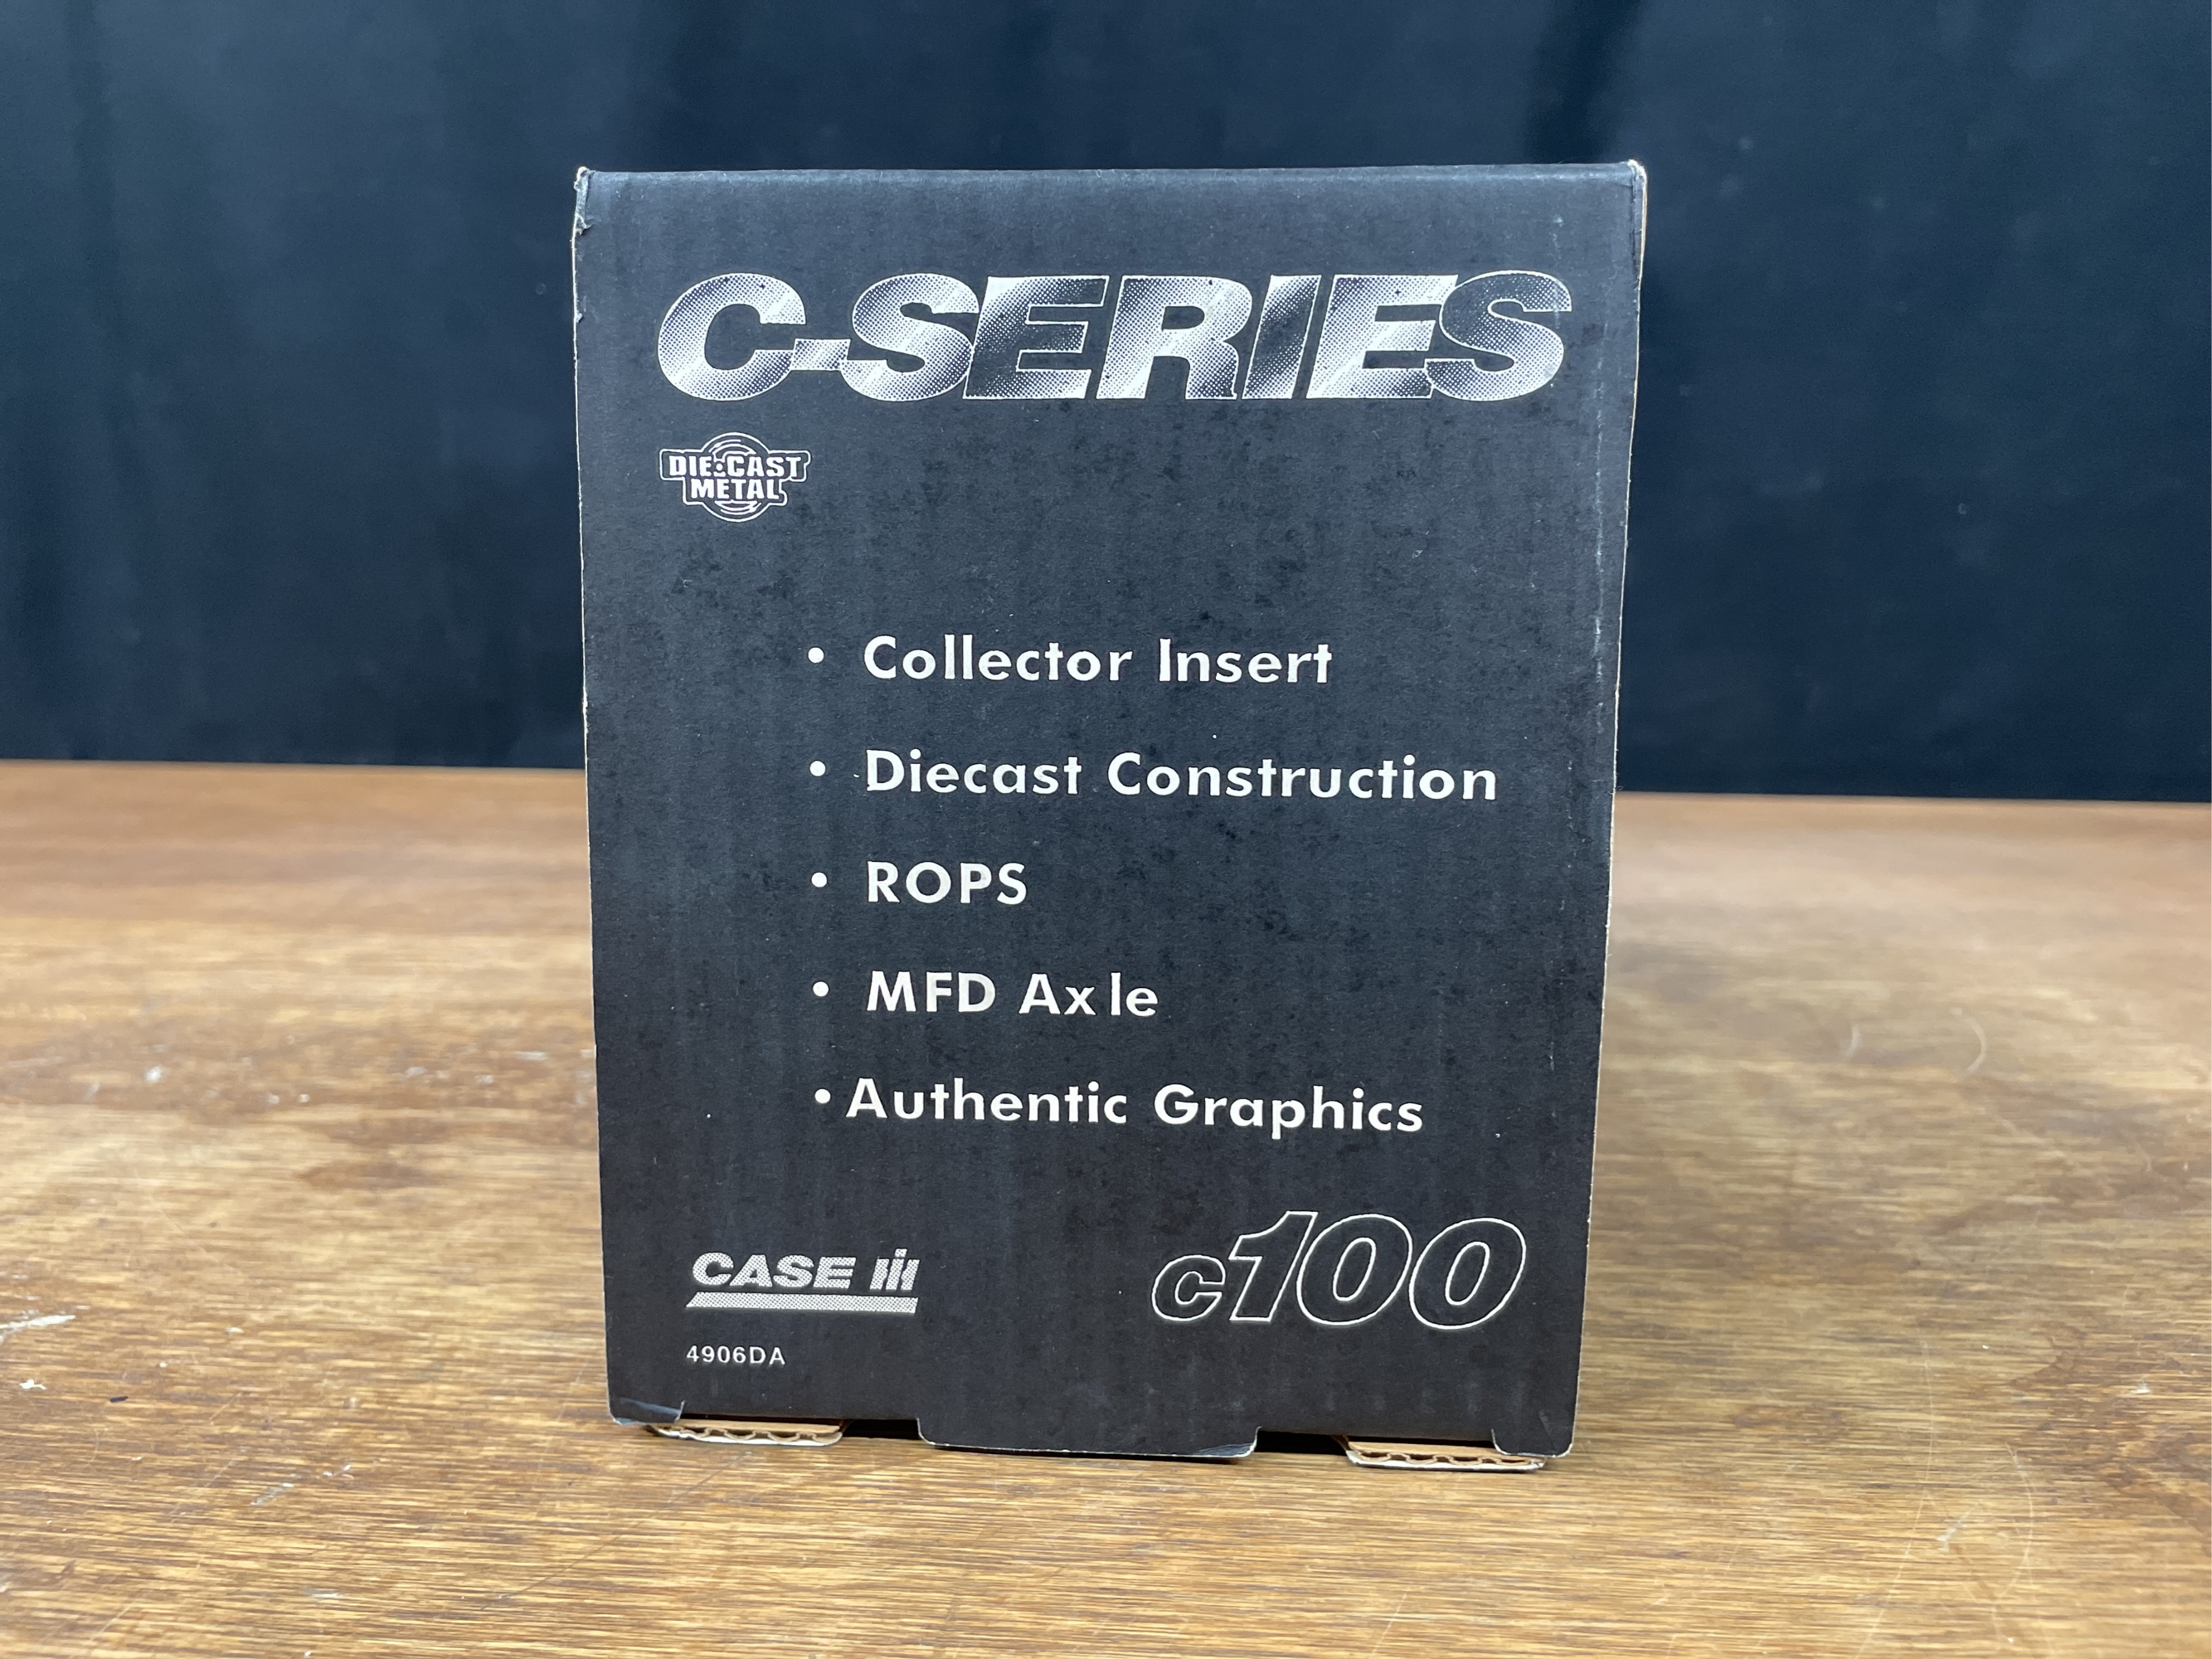 C-SERIES
DIE-CAST
METAL
• Collector Insert
• Diecast Construction
• ROPS
• MFD Axle
• Authentic Graphics
CASE IH
c100
4906DA